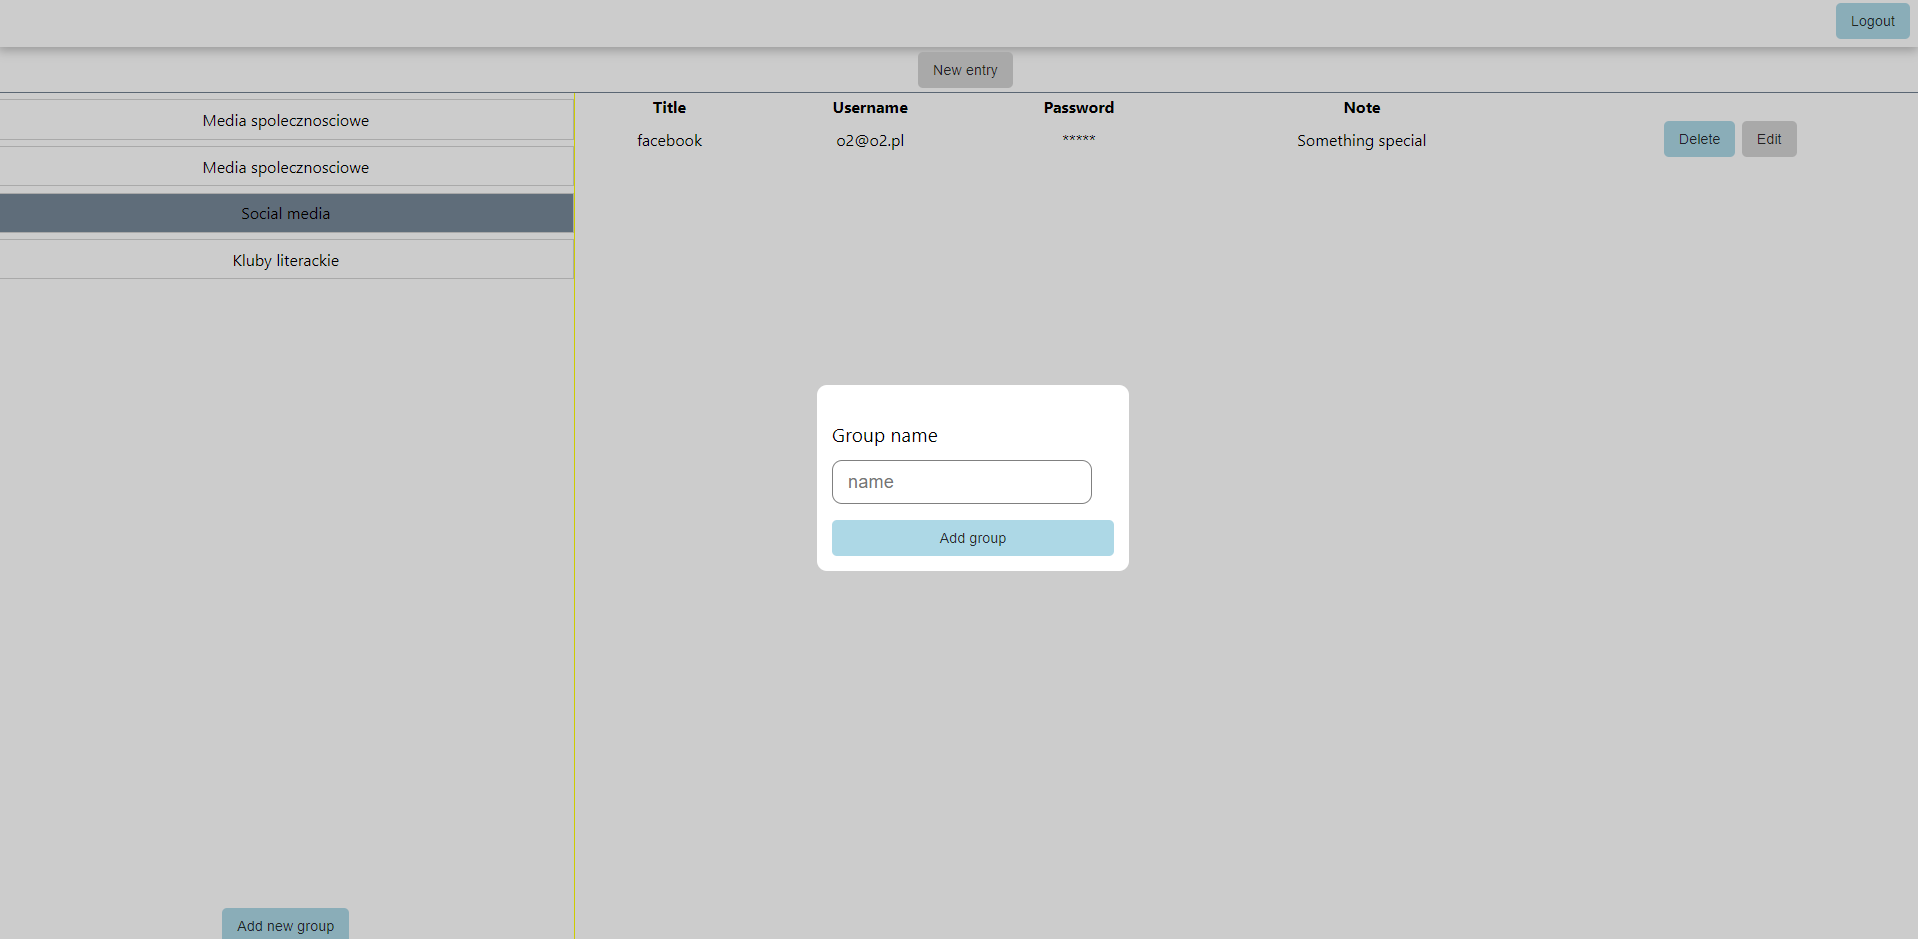 Logout
New entry
Media spolecznosciowe
Media spolecznosciowe
Social media
Kluby literackie
Title Username Password Note
facebook o2@o2.pl ***** Something special Delete Edit
Group name
name
Add group
Add new group